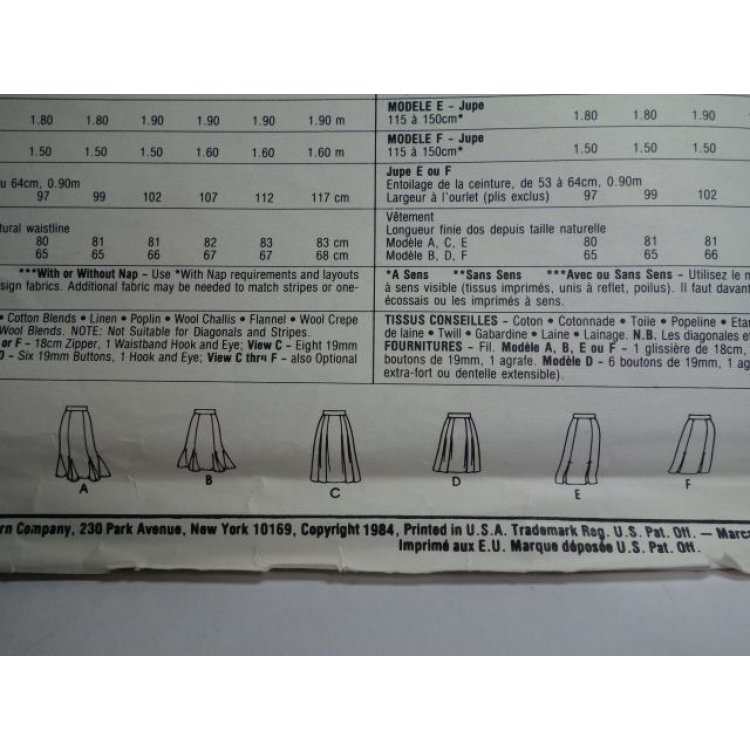 1.80 1.80 1.90 1.90 1.90 1.90 m
1.50 1.50 1.50 1.60 1.60 1.60 m
u 64cm, 0.90m
97 99 102 107 112 117 cm
tural waistline
80 81 81 82 83 83 cm
65 65 66 67 67 68 cm
***With or Without Nap - Use *With Nap requirements and layouts
sign fabrics. Additional fabric may be needed to match stripes or one-
• Cotton Blends • Linen • Poplin • Wool Challis • Flannel • Wool Crepe
Wool Blends. NOTE: Not Suitable for Diagonals and Stripes.
or F - 18cm Zipper, 1 Waistband Hook and Eye; View C - Eight 19mm
D - Six 19mm Buttons, 1 Hook and Eye; View C thru F - also Optional
MODELE E - Jupe
115 à 150cm* 1.80 1.80 1.90
MODELE F - Jupe
115 à 150cm* 1.50 1.50 1.50
Jupe E ou F
Entoilage de la ceinture, de 53 à 64cm, 0.90m
Largeur à l'ourlet (plis exclus) 97 99 102
Vêtement
Longueur finie dos depuis taille naturelle
Modèle A, C, E 80 81 81
Modèle B, D, F 65 65 66
*A Sens **Sans Sens ***Avec ou Sans Sens - Utilisez le m
à sens visible (tissus imprimés, unis à reflet, poilus). Il faut davant
écossais ou les imprimés à sens.
TISSUS CONSEILLES - Coton • Cotonnade • Toile • Popeline • Etam
de laine • Twill • Gabardine • Laine • Lainage. N.B. Les diagonales et
FOURNITURES - Fil. Modèle A, B, E ou F - 1 glissière de 18cm,
boutons de 19mm, 1 agrafe. Modèle D - 6 boutons de 19mm, 1 ag
extra-fort ou dentelle extensible).
A B C D E F
rn Company, 230 Park Avenue, New York 10169, Copyright 1984, Printed in U.S.A. Trademark Reg. U.S. Pat. Off. — Marca
Imprimé aux E.U. Marque déposée U.S. Pat. Off.